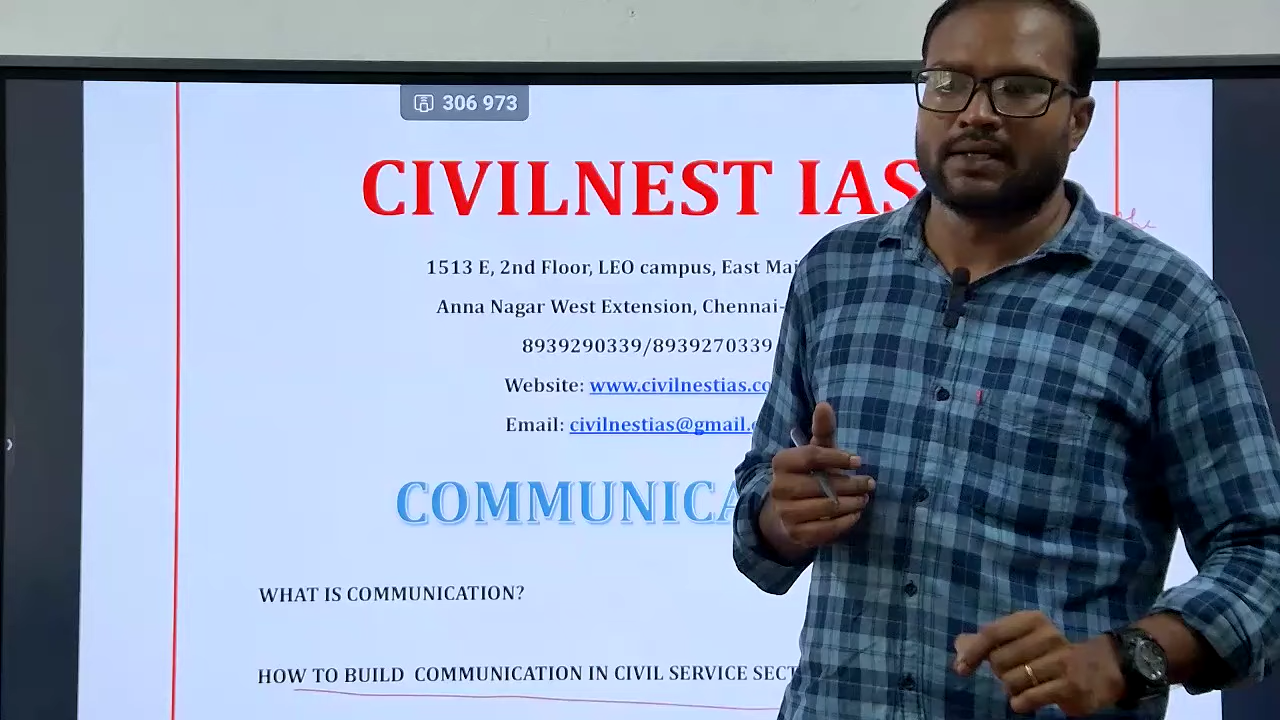 306 973
CIVILNEST IAS
1513 E, 2nd Floor, LEO campus, East Mai
Anna Nagar West Extension, Chennai-
8939290339/8939270339
Website: www.civilnestias.co
Email: civilnestias@gmail.
COMMUNICA
WHAT IS COMMUNICATION?
HOW TO BUILD COMMUNICATION IN CIVIL SERVICE SECT